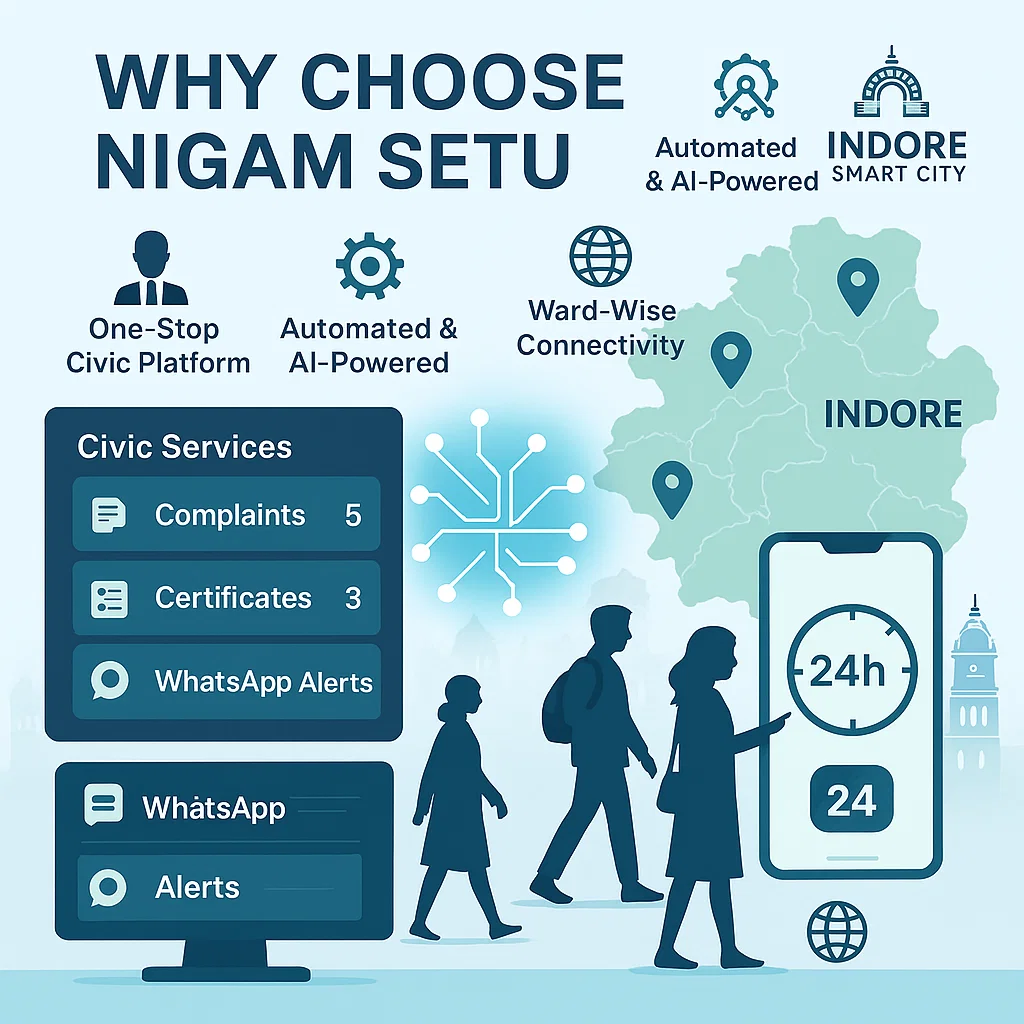 WHY CHOOSE
NIGAM SETU
Automated
& AI-Powered
INDORE
SMART CITY
One-Stop
Civic Platform
Automated &
AI-Powered
Ward-Wise
Connectivity
INDORE
Civic Services
Complaints 5
Certificates 3
WhatsApp Alerts
WhatsApp
Alerts
24h
24